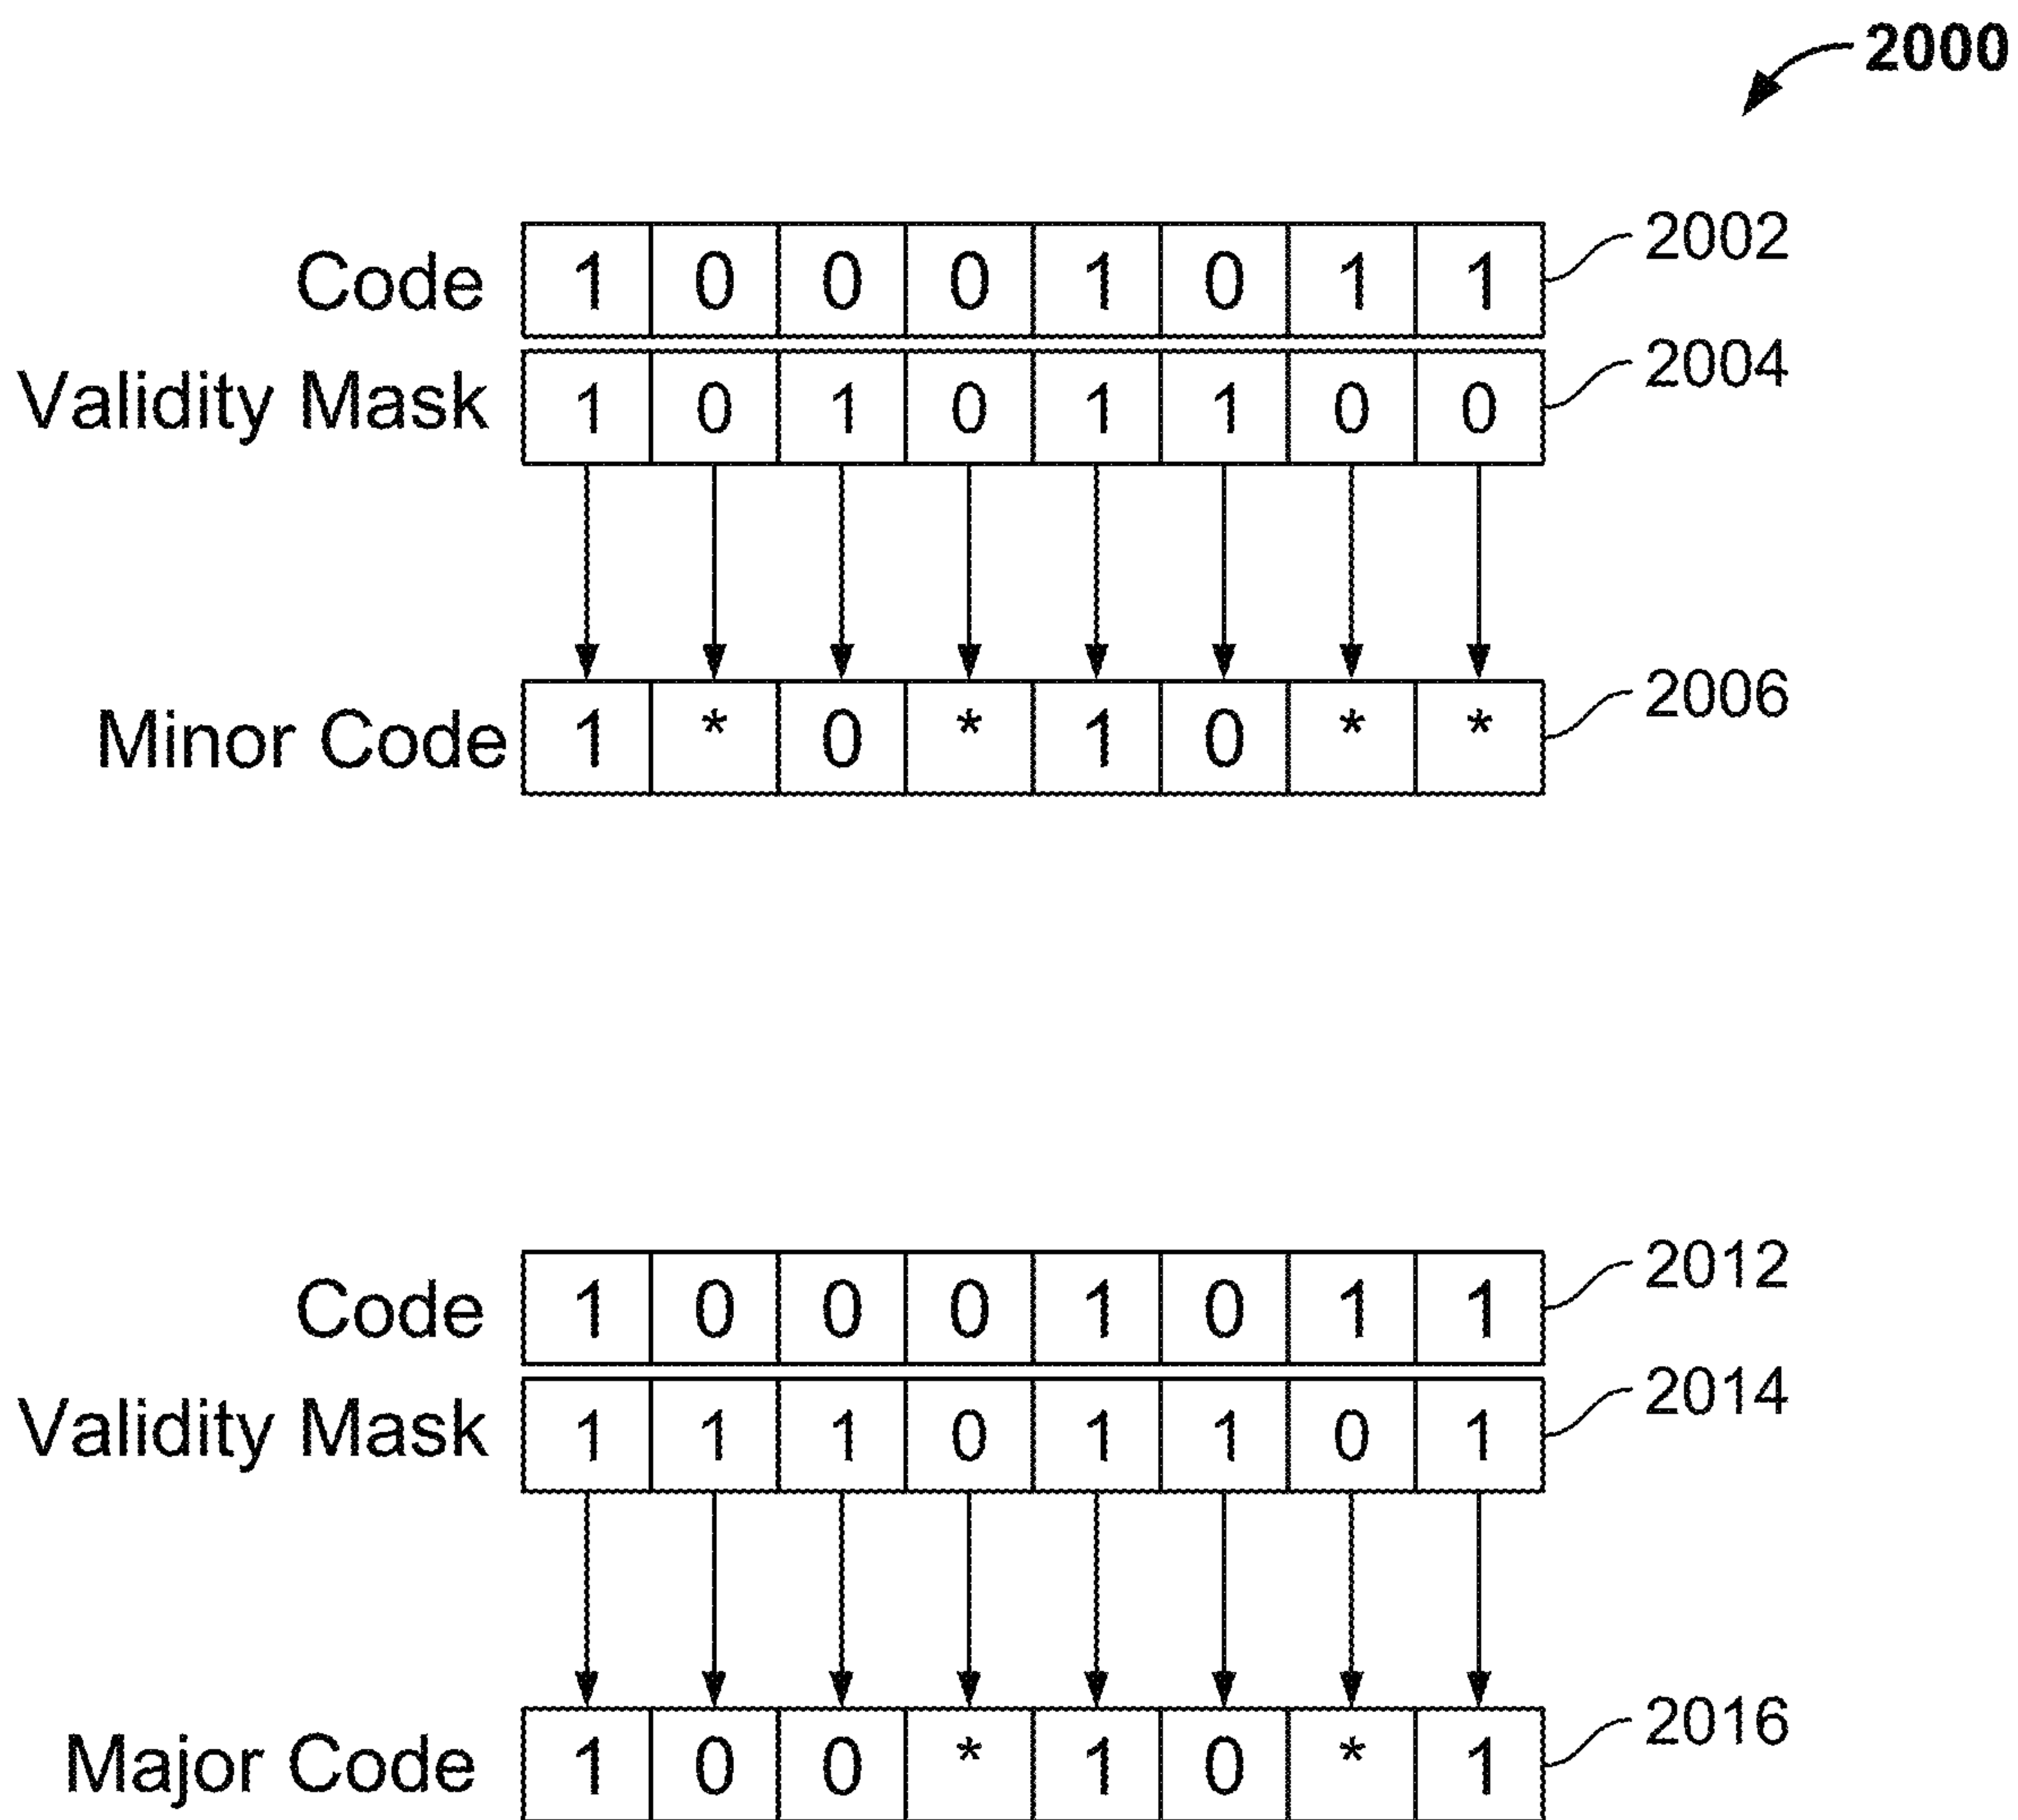 2000
Code 1 0 0 0 1 0 1 1 2002
Validity Mask 1 0 1 0 1 1 0 0 2004
Minor Code 1 * 0 * 1 0 * * 2006
Code 1 0 0 0 1 0 1 1 2012
Validity Mask 1 1 1 0 1 1 0 1 2014
Major Code 1 0 0 * 1 0 * 1 2016